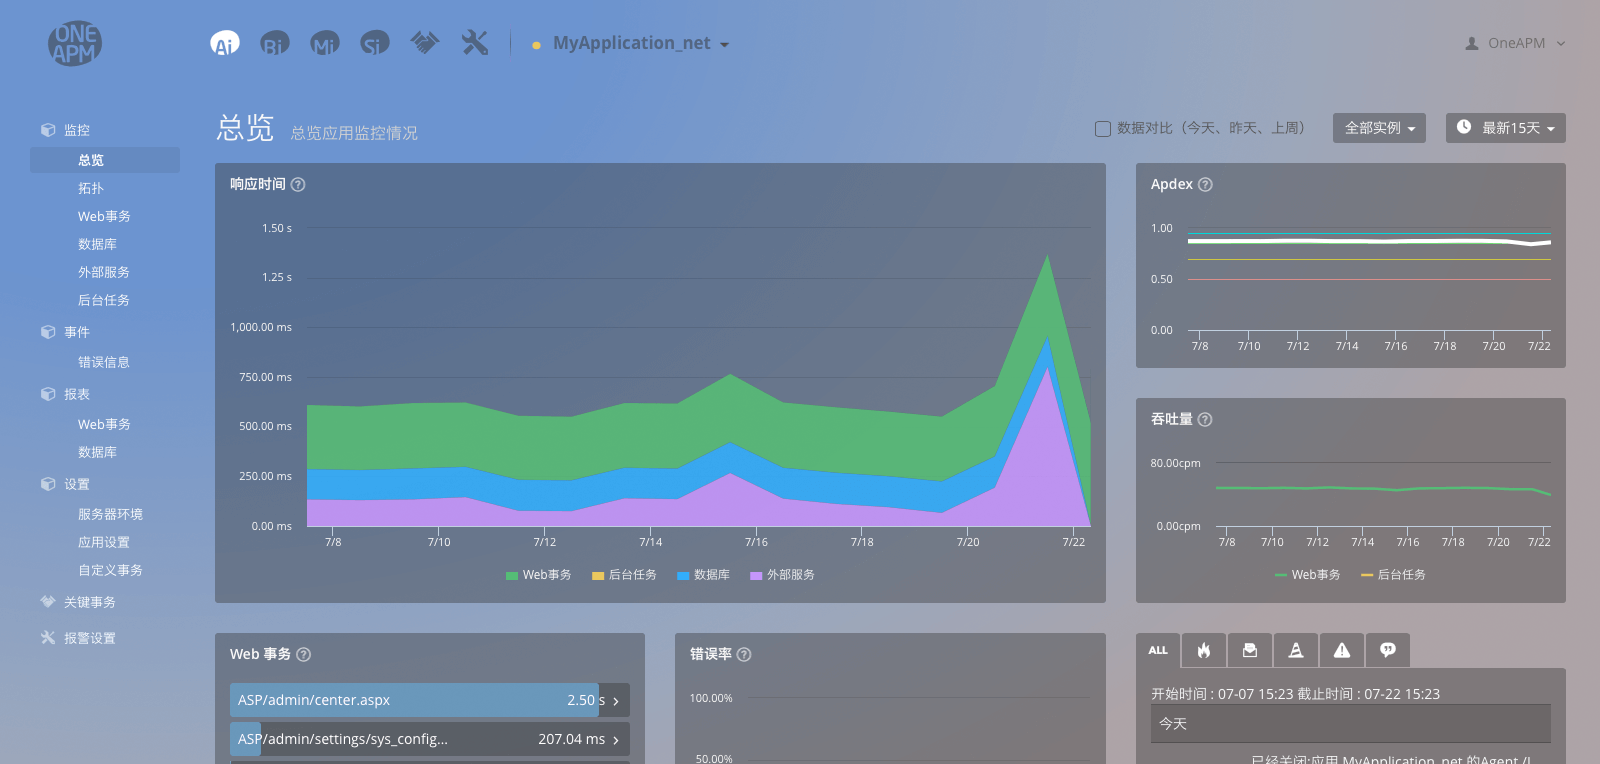 ONE
APM
Ai Bi Mi Si
MyApplication_net
OneAPM
监控
总览
拓扑
Web事务
数据库
外部服务
后台任务
事件
错误信息
报表
Web事务
数据库
设置
服务器环境
应用设置
自定义事务
关键事务
报警设置
总览 总览应用监控情况
数据对比（今天、昨天、上周）
全部实例
最新15天
响应时间 ?
1.50 s
1.25 s
1,000.00 ms
750.00 ms
500.00 ms
250.00 ms
0.00 ms
7/8 7/10 7/12 7/14 7/16 7/18 7/20 7/22
Web事务 后台任务 数据库 外部服务
Apdex ?
1.00
0.50
0.00
7/8 7/10 7/12 7/14 7/16 7/18 7/20 7/22
吞吐量 ?
80.00cpm
0.00cpm
7/8 7/10 7/12 7/14 7/16 7/18 7/20 7/22
Web事务 后台任务
Web 事务 ?
ASP/admin/center.aspx 2.50 s
ASP/admin/settings/sys_config... 207.04 ms
错误率 ?
100.00%
50.00%
ALL
开始时间 : 07-07 15:23 截止时间 : 07-22 15:23
今天
已经关闭:应用 MyApplication_net 的Agent